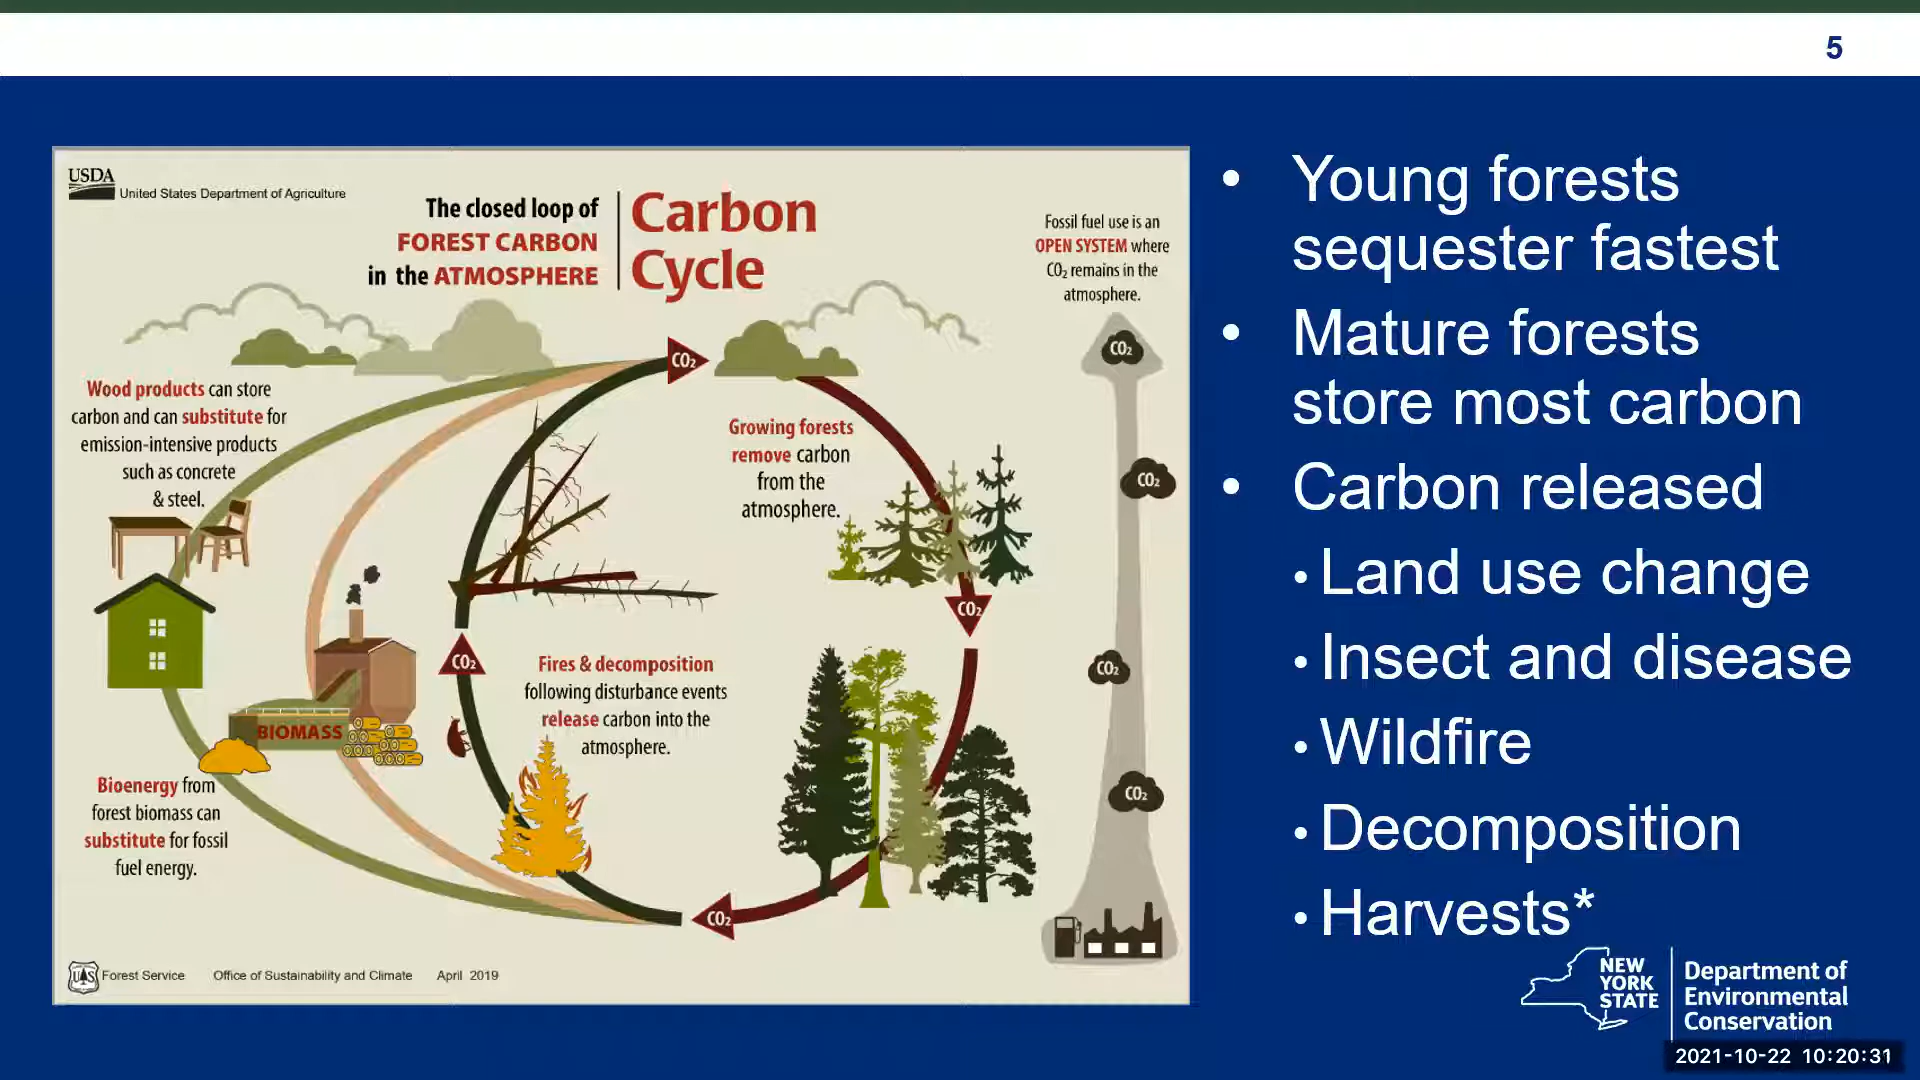 5
USDA
United States Department of Agriculture
The closed loop of
FOREST CARBON
in the ATMOSPHERE
Carbon
Cycle
Fossil fuel use is an
OPEN SYSTEM where
CO₂ remains in the
atmosphere.
CO₂
CO₂
CO₂
CO₂
CO₂
Wood products can store
carbon and can substitute for
emission-intensive products
such as concrete
& steel.
Growing forests
remove carbon
from the
atmosphere.
CO₂
CO₂
Fires & decomposition
following disturbance events
release carbon into the
atmosphere.
BIOMASS
Bioenergy from
forest biomass can
substitute for fossil
fuel energy.
CO₂
UAS
Forest Service Office of Sustainability and Climate April 2019
• Young forests
sequester fastest
• Mature forests
store most carbon
• Carbon released
• Land use change
• Insect and disease
• Wildfire
• Decomposition
• Harvests*
NEW
YORK
STATE
Department of
Environmental
Conservation
2021-10-22 10:20:31